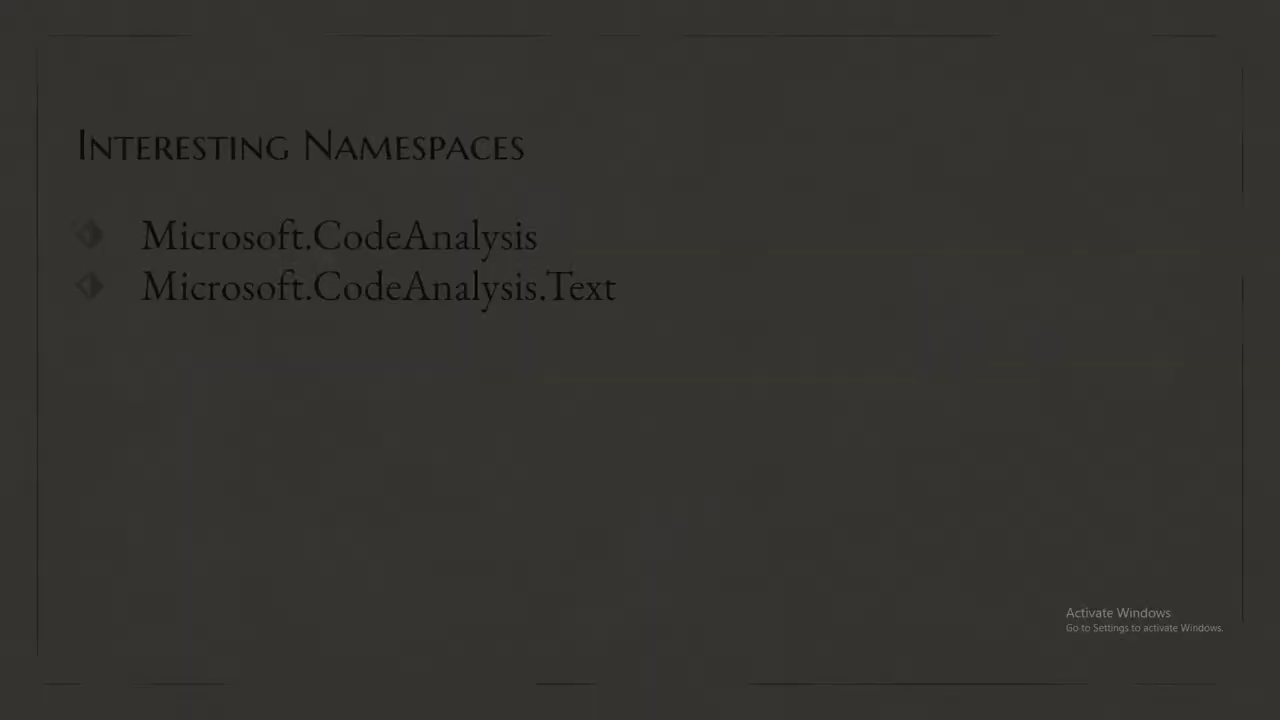 Interesting Namespaces
Microsoft.CodeAnalysis
Microsoft.CodeAnalysis.Text
Activate Windows
Go to Settings to activate Windows.